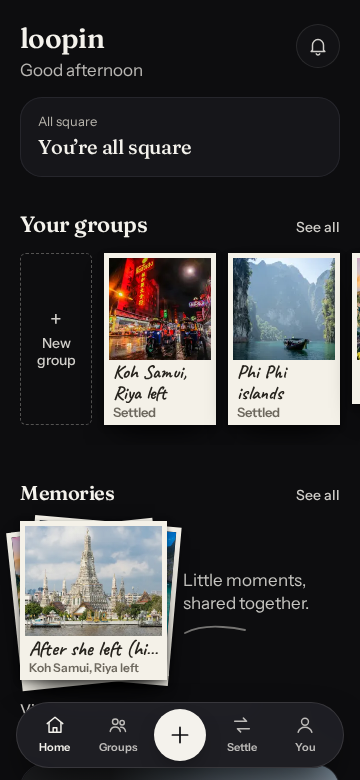 loopin
Good afternoon
All square
You're all square
Your groups
See all
+
New
group
Koh Samui,
Riya left
Settled
Phi Phi
islands
Settled
Memories
See all
After she left (hi...
Koh Samui, Riya left
Little moments,
shared together.
Home
Groups
+
Settle
You